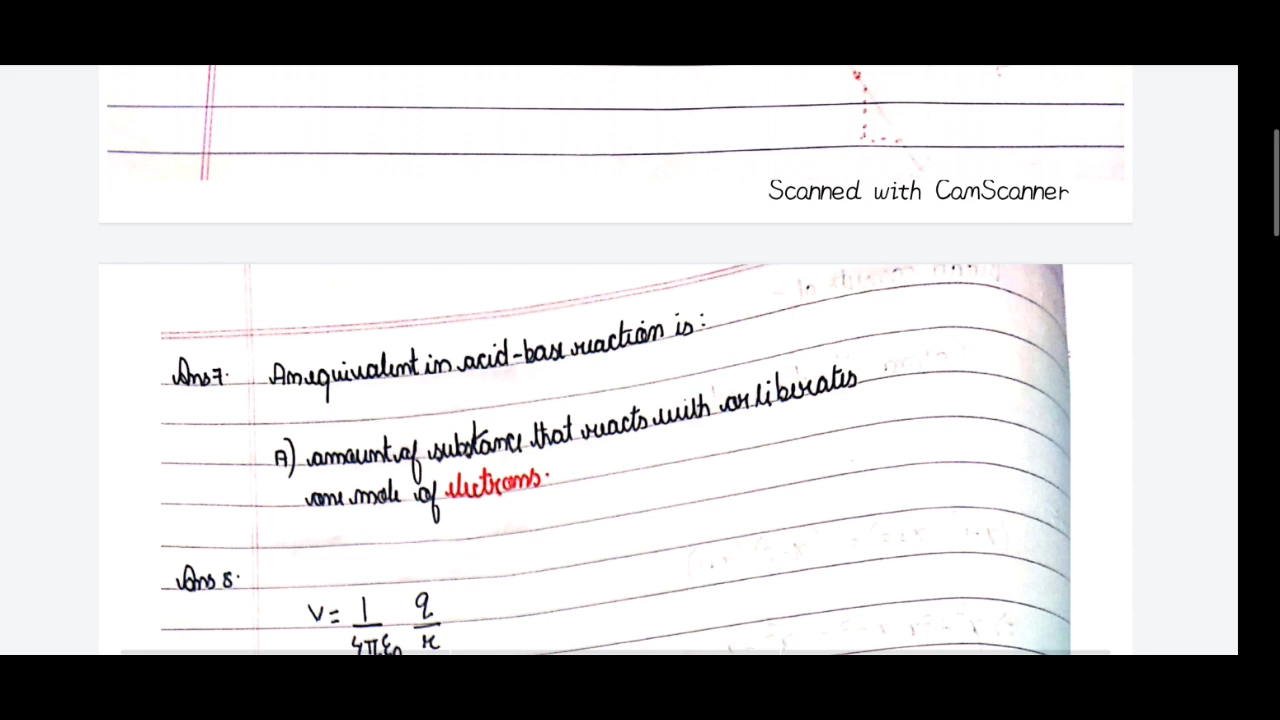 Scanned with CamScanner
Ans 7. An equivalent in acid-base reaction is:
A) amount of substance that reacts with or liberates
one mole of electrons.
Ans 8.
V = 1 q
4πε₀ r